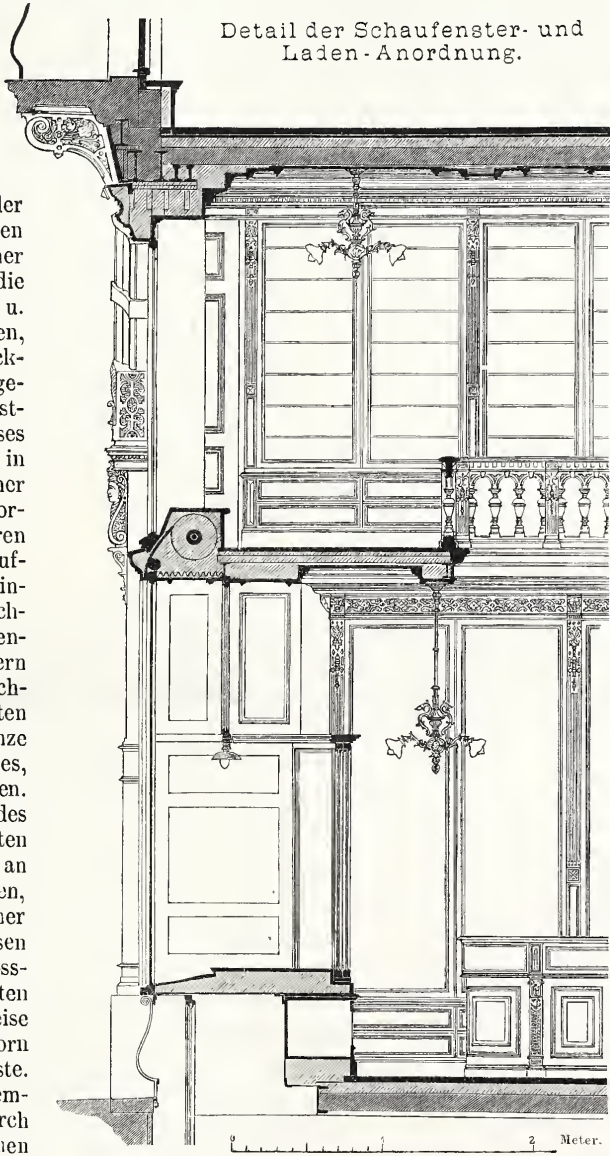 Detail der Schaufenster- und
Laden-Anordnung.
ler
en
ner
die
u.
en,
ck-
ge-
st-
ses
in
ner
or-
ren
uf-
in-
ch-
en-
ern
ch-
ten
nze
es,
en.
des
ten
an
en,
ner
sen
ss-
ten
eise
orn
ste.
em-
rch
nen
0 1 2 Meter.